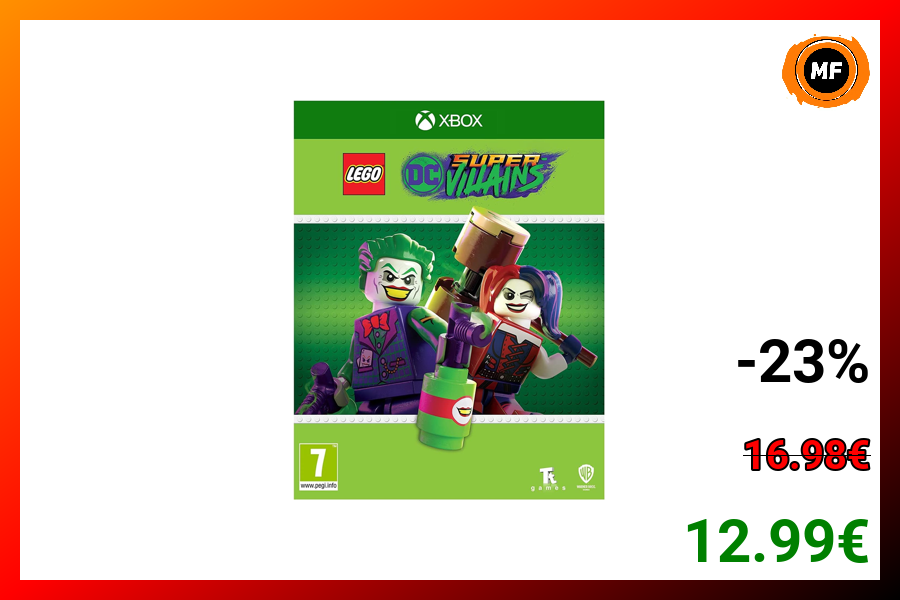 MF
XBOX
LEGO
DC SUPER
VILLAINS
-23%
16.98€
7
www.pegi.info
games
12.99€